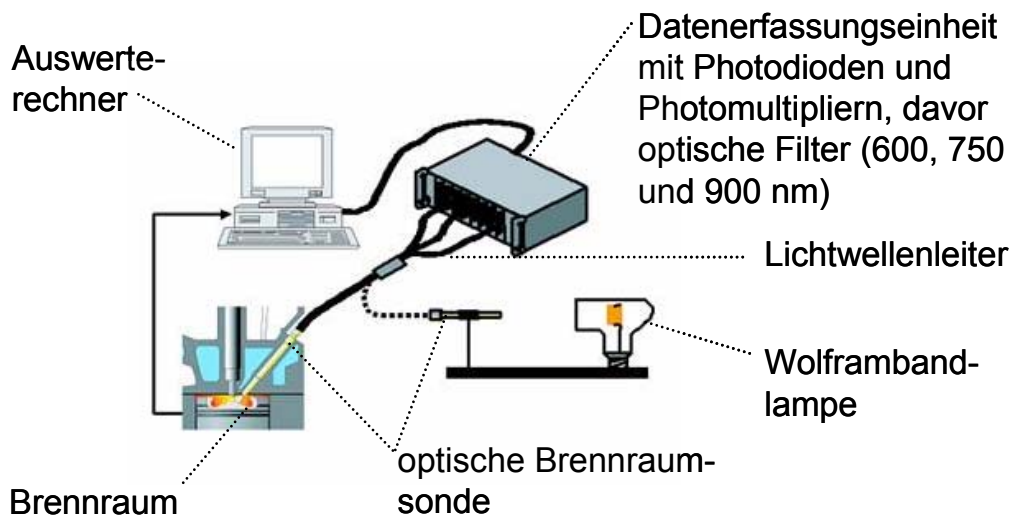 Auswerte-
rechner
Datenerfassungseinheit
mit Photodioden und
Photomultipliern, davor
optische Filter (600, 750
und 900 nm)
Lichtwellenleiter
Wolframband-
lampe
optische Brennraum-
sonde
Brennraum